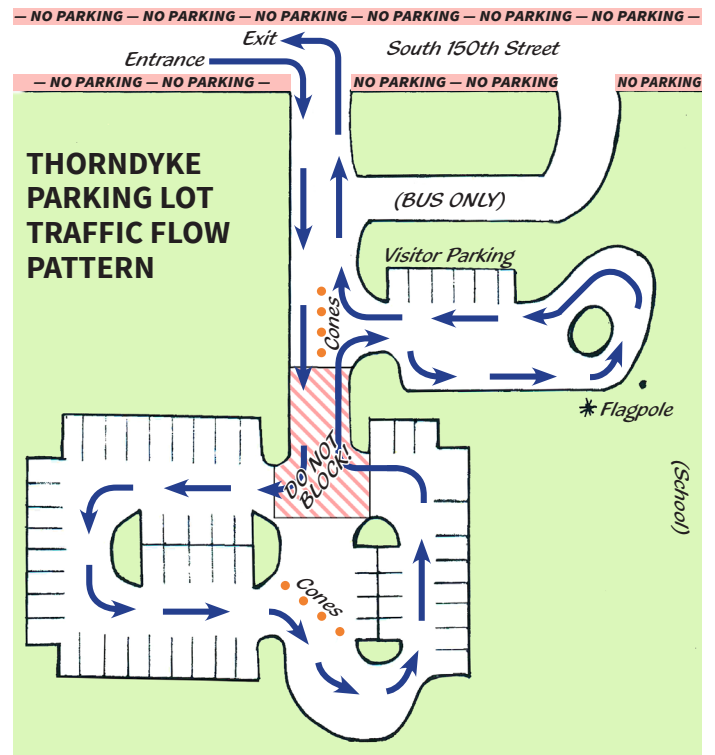 — NO PARKING — NO PARKING — NO PARKING — NO PARKING — NO PARKING — NO PARKING —
Exit
South 150th Street
Entrance
— NO PARKING — NO PARKING —
NO PARKING — NO PARKING
NO PARKING
THORNDYKE
PARKING LOT
TRAFFIC FLOW
PATTERN
(BUS ONLY)
Visitor Parking
Cones
Flagpole
DO NOT
BLOCK!
(School)
Cones